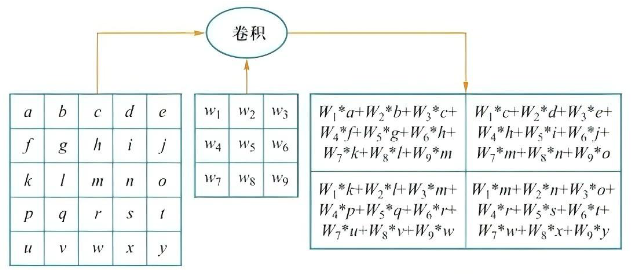 卷积
a b c d e
f g h i j
k l m n o
p q r s t
u v w x y
w₁ w₂ w₃
w₄ w₅ w₆
w₇ w₈ w₉
W₁*a+W₂*b+W₃*c+
W₄*f+W₅*g+W₆*h+
W₇*k+W₈*l+W₉*m
W₁*c+W₂*d+W₃*e+
W₄*h+W₅*i+W₆*j+
W₇*m+W₈*n+W₉*o
W₁*k+W₂*l+W₃*m+
W₄*p+W₅*q+W₆*r+
W₇*u+W₈*v+W₉*w
W₁*m+W₂*n+W₃*o+
W₄*r+W₅*s+W₆*t+
W₇*w+W₈*x+W₉*y